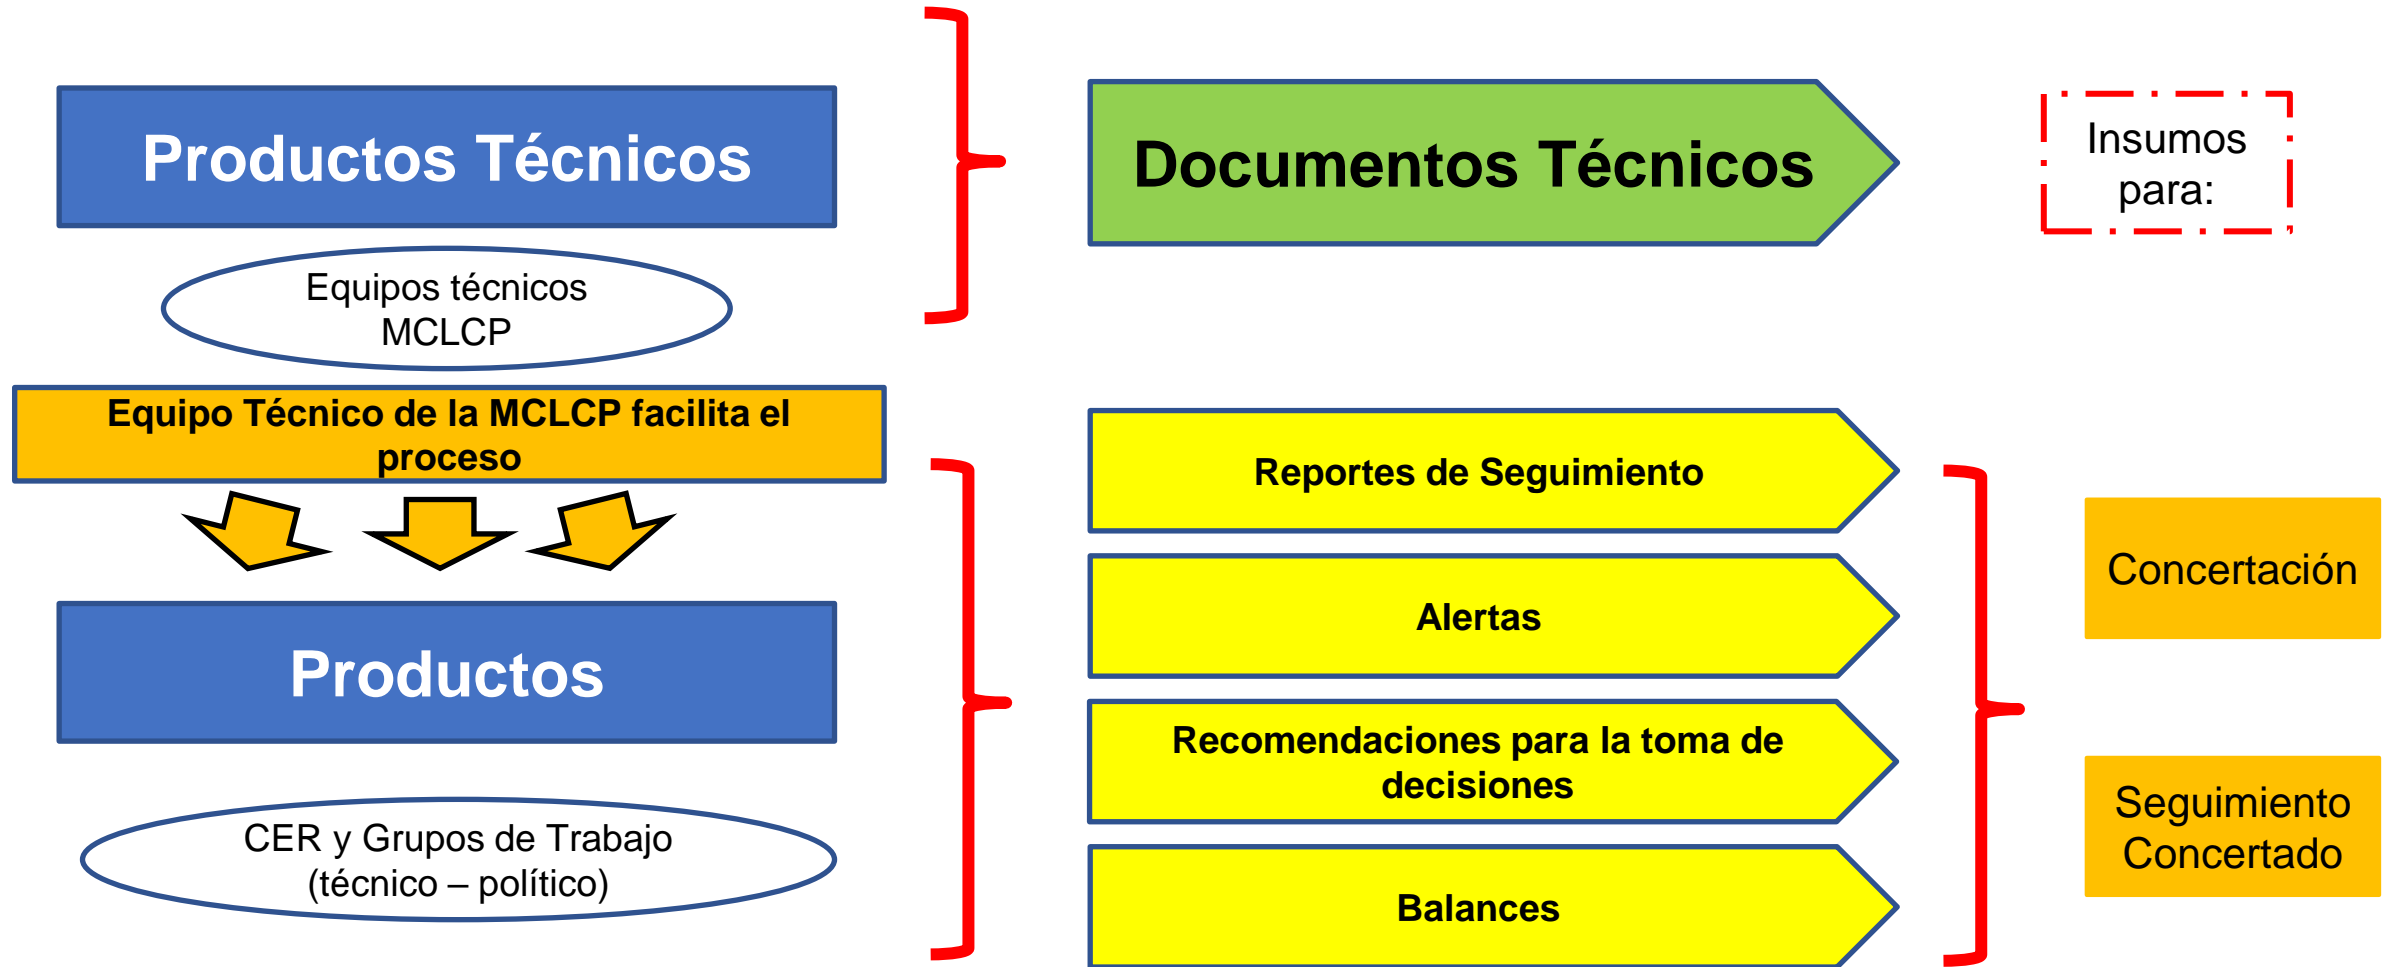 Productos Técnicos
Equipos técnicos
MCLCP
Documentos Técnicos
Insumos
para:
Equipo Técnico de la MCLCP facilita el
proceso
Productos
CER y Grupos de Trabajo
(técnico – político)
Reportes de Seguimiento
Alertas
Recomendaciones para la toma de
decisiones
Balances
Concertación
Seguimiento
Concertado